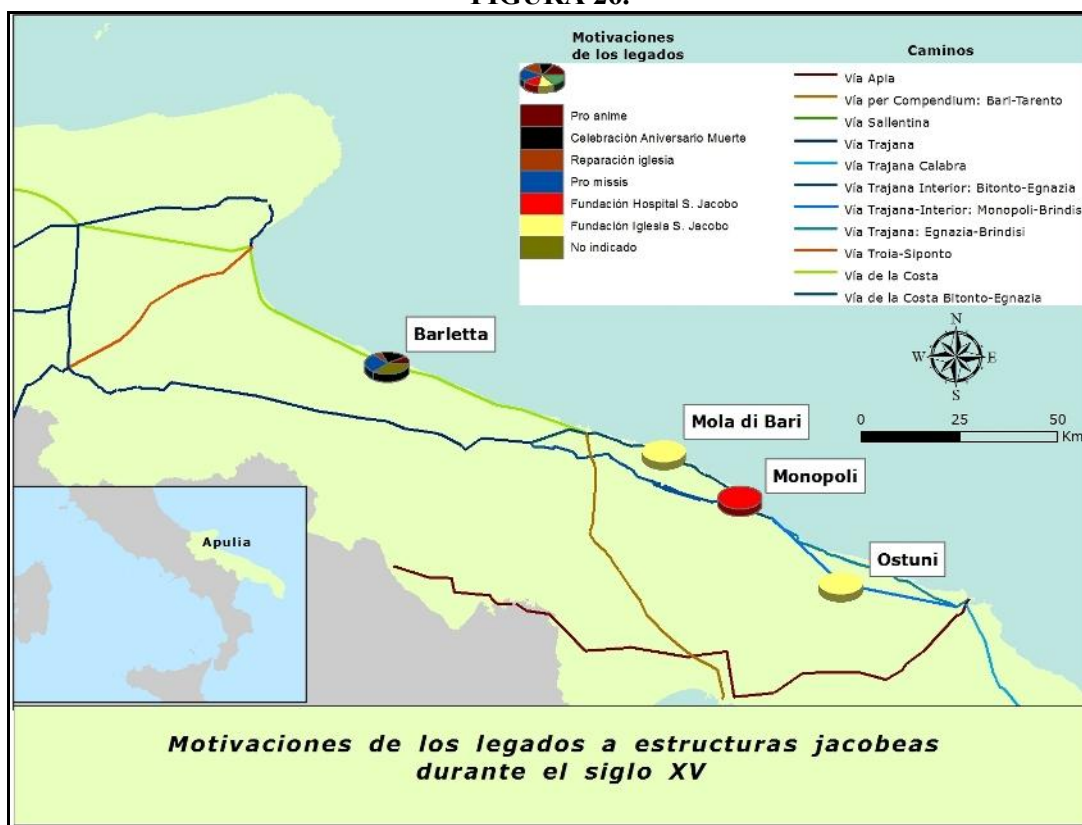 FIGURA 26.
Motivaciones
de los legados
Pro anime
Celebración Aniversario Muerte
Reparación iglesia
Pro missis
Fundación Hospital S. Jacobo
Fundación Iglesia S. Jacobo
No indicado
Caminos
Vía Apia
Vía per Compendium: Bari-Tarento
Vía Sallentina
Vía Trajana
Vía Trajana Calabra
Vía Trajana Interior: Bitonto-Egnazia
Vía Trajana-Interior: Monopoli-Brindisi
Vía Trajana: Egnazia-Brindisi
Vía Troia-Siponto
Vía de la Costa
Vía de la Costa Bitonto-Egnazia
N
W
E
S
0 25 50
Km
Barletta
Mola di Bari
Monopoli
Ostuni
Apulia
Motivaciones de los legados a estructuras jacobeas
durante el siglo XV